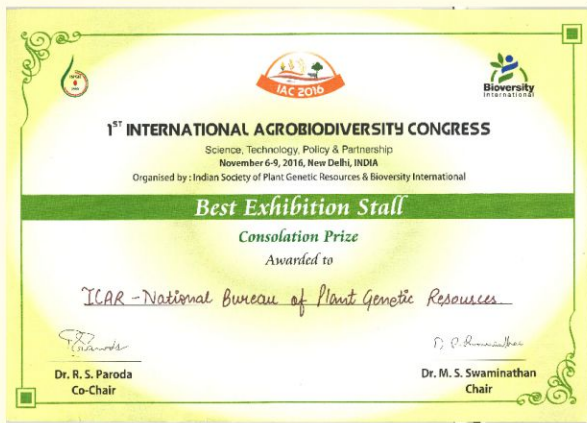 IAC 2016
Bioversity
International
1ST INTERNATIONAL AGROBIODIVERSITY CONGRESS
Science, Technology, Policy & Partnership
November 6-9, 2016, New Delhi, INDIA
Organised by : Indian Society of Plant Genetic Resources & Bioversity International
Best Exhibition Stall
Consolation Prize
Awarded to
ICAR - National Bureau of Plant Genetic Resources
Dr. R. S. Paroda
Co-Chair
Dr. M. S. Swaminathan
Chair